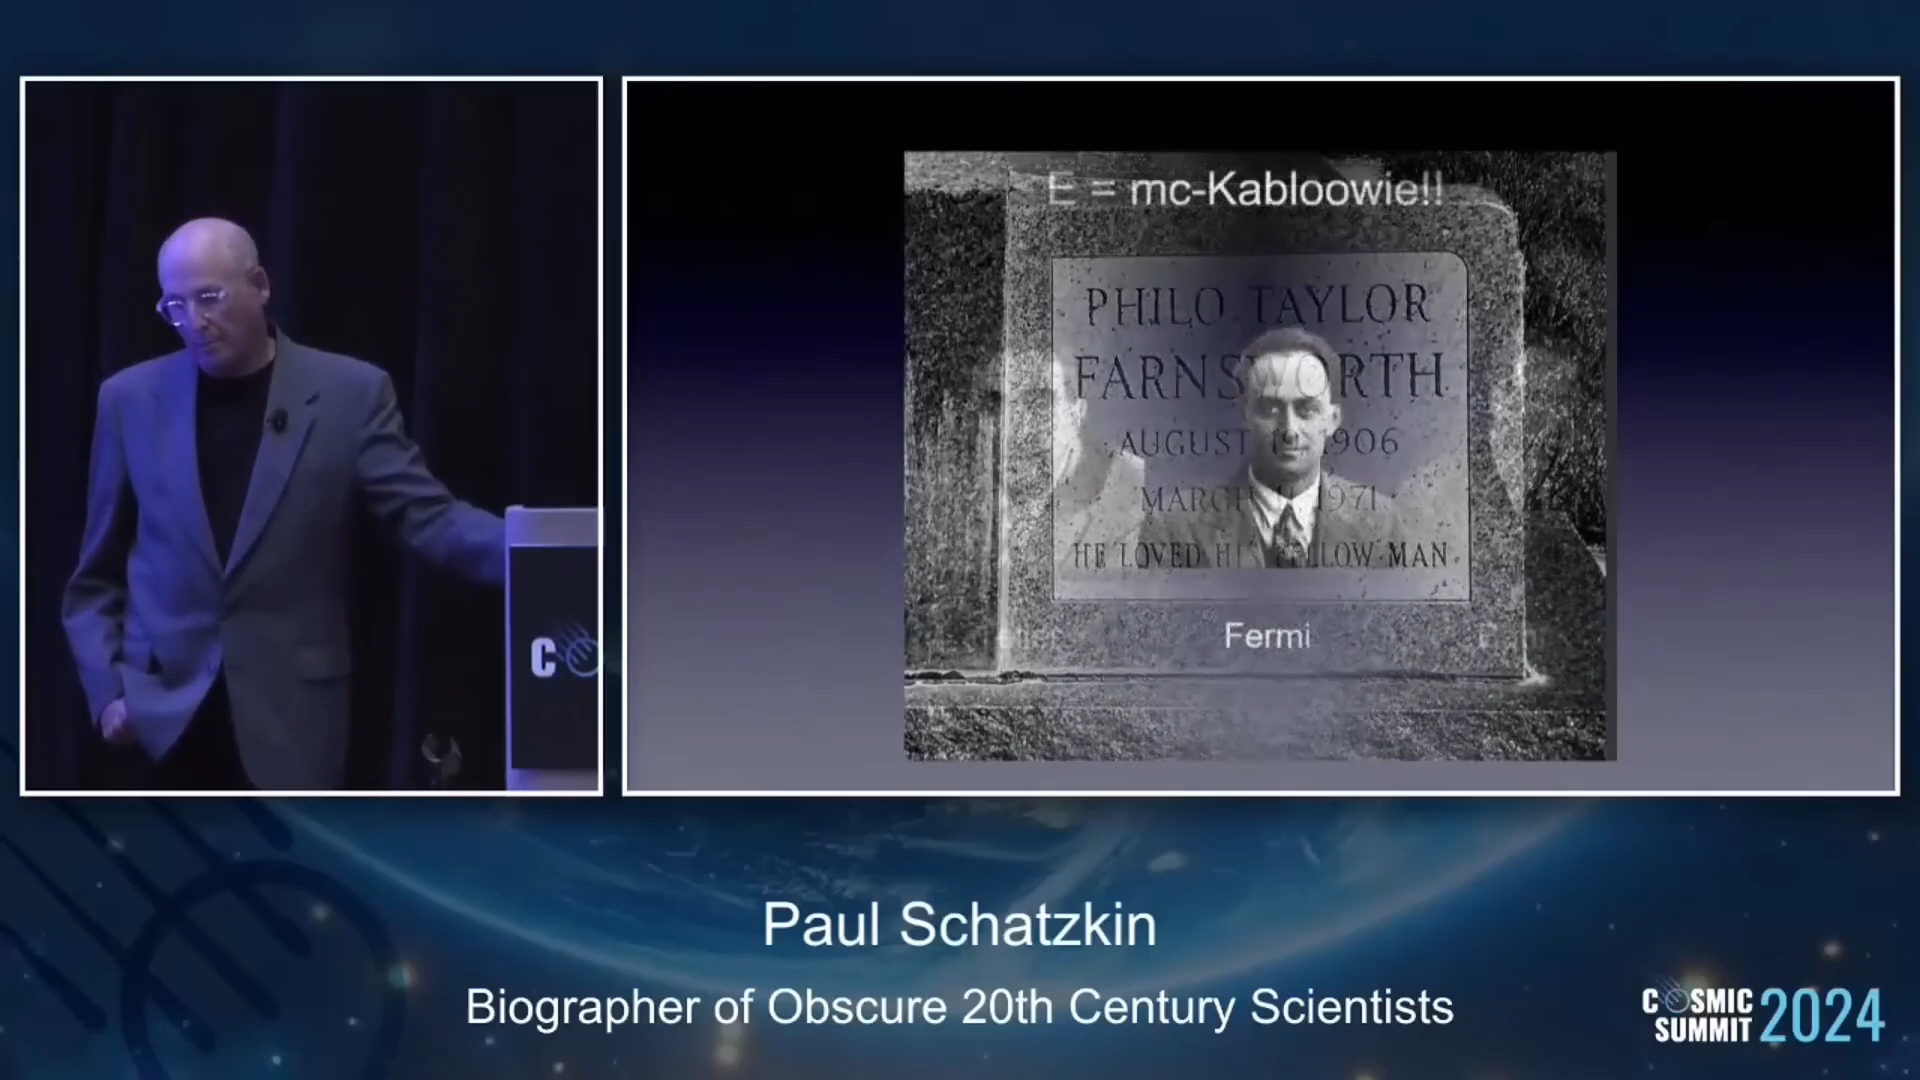 E = mc-Kabloowie!!
PHILO TAYLOR
FARNSWORTH
AUGUST 1906
MARCH 1971
HE LOVED HIS FELLOW MAN
Fermi
C
Paul Schatzkin
Biographer of Obscure 20th Century Scientists
COSMIC
SUMMIT 2024